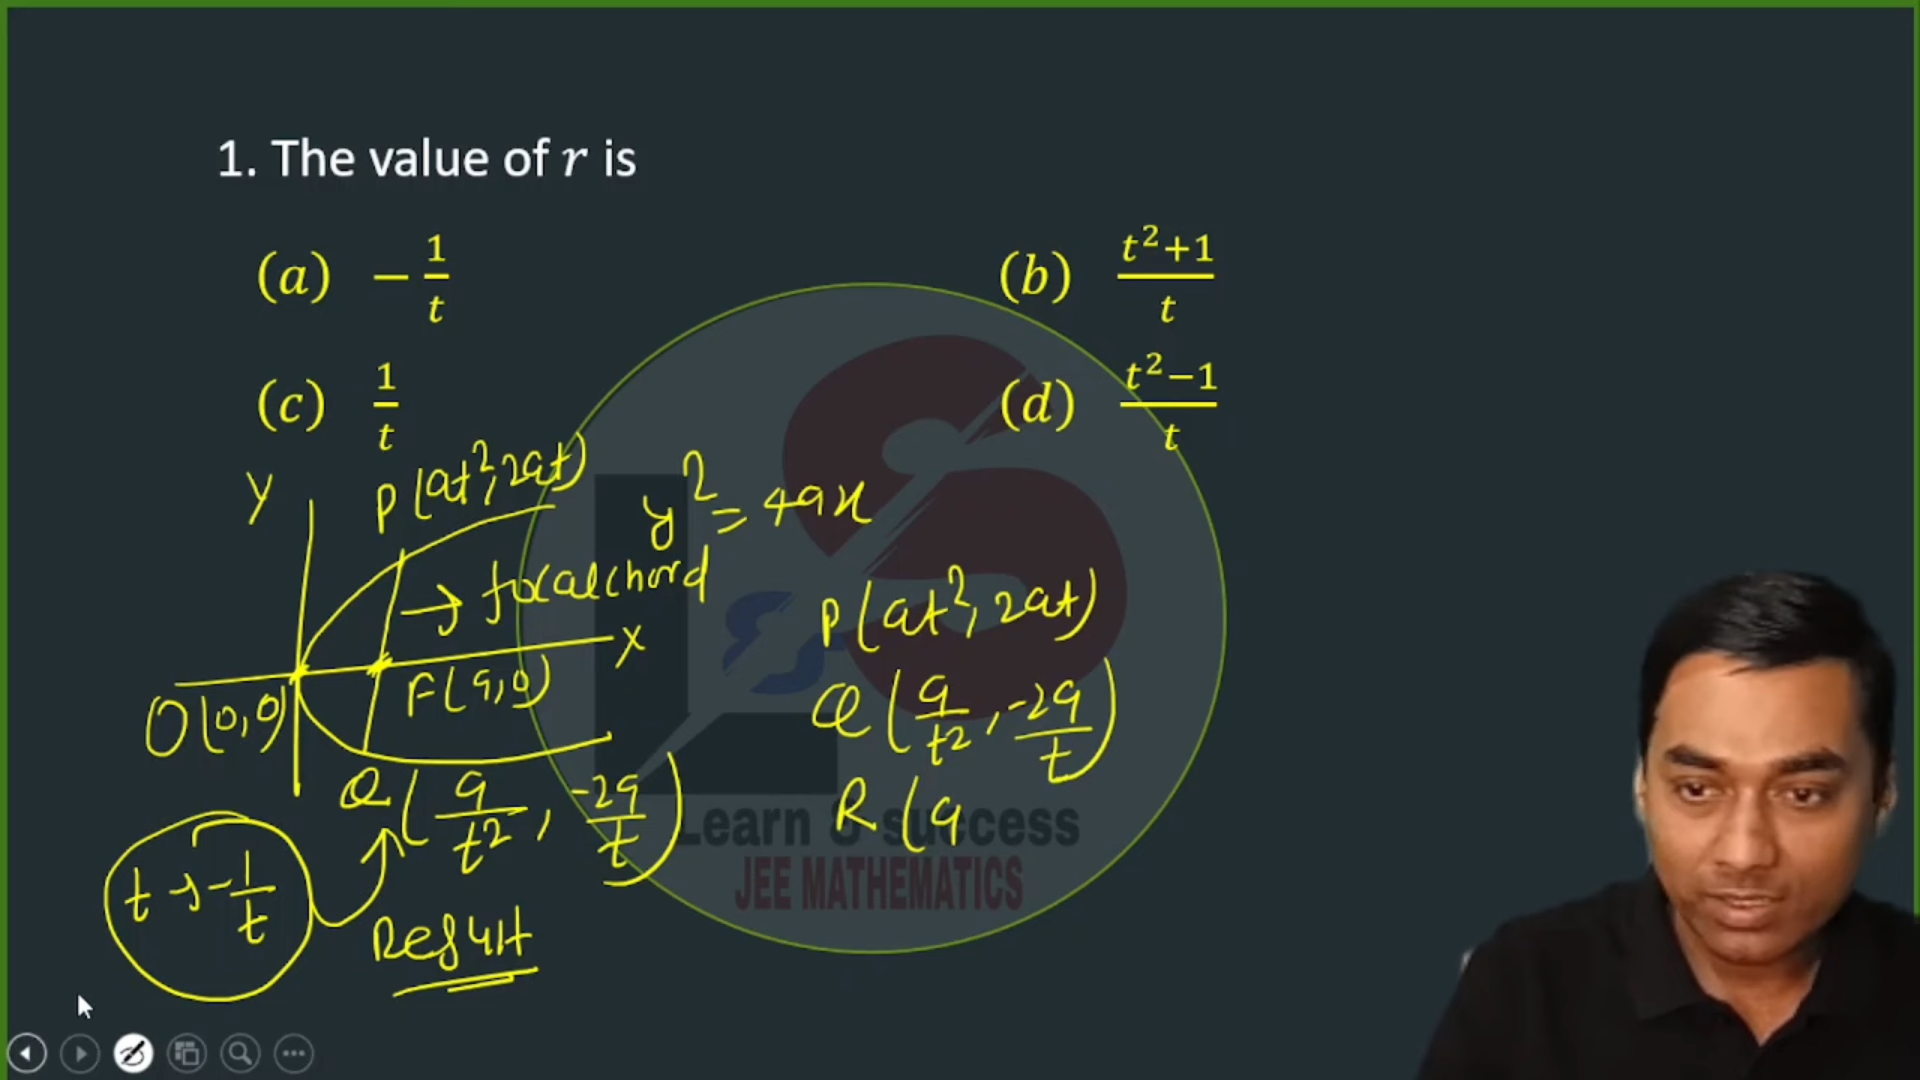 1. The value of r is
(a) -1/t
(b) t²+1/t
(c) 1/t
(d) t²-1/t
Y
P(at², 2at)
y² = 4ax
→ focal chord
X
F(a,0)
O(0,0)
Q(a/t², -2a/t)
P(at², 2at)
Q(a/t², -2a/t)
R(a
t → -1/t
Result
Learn & success
JEE MATHEMATICS